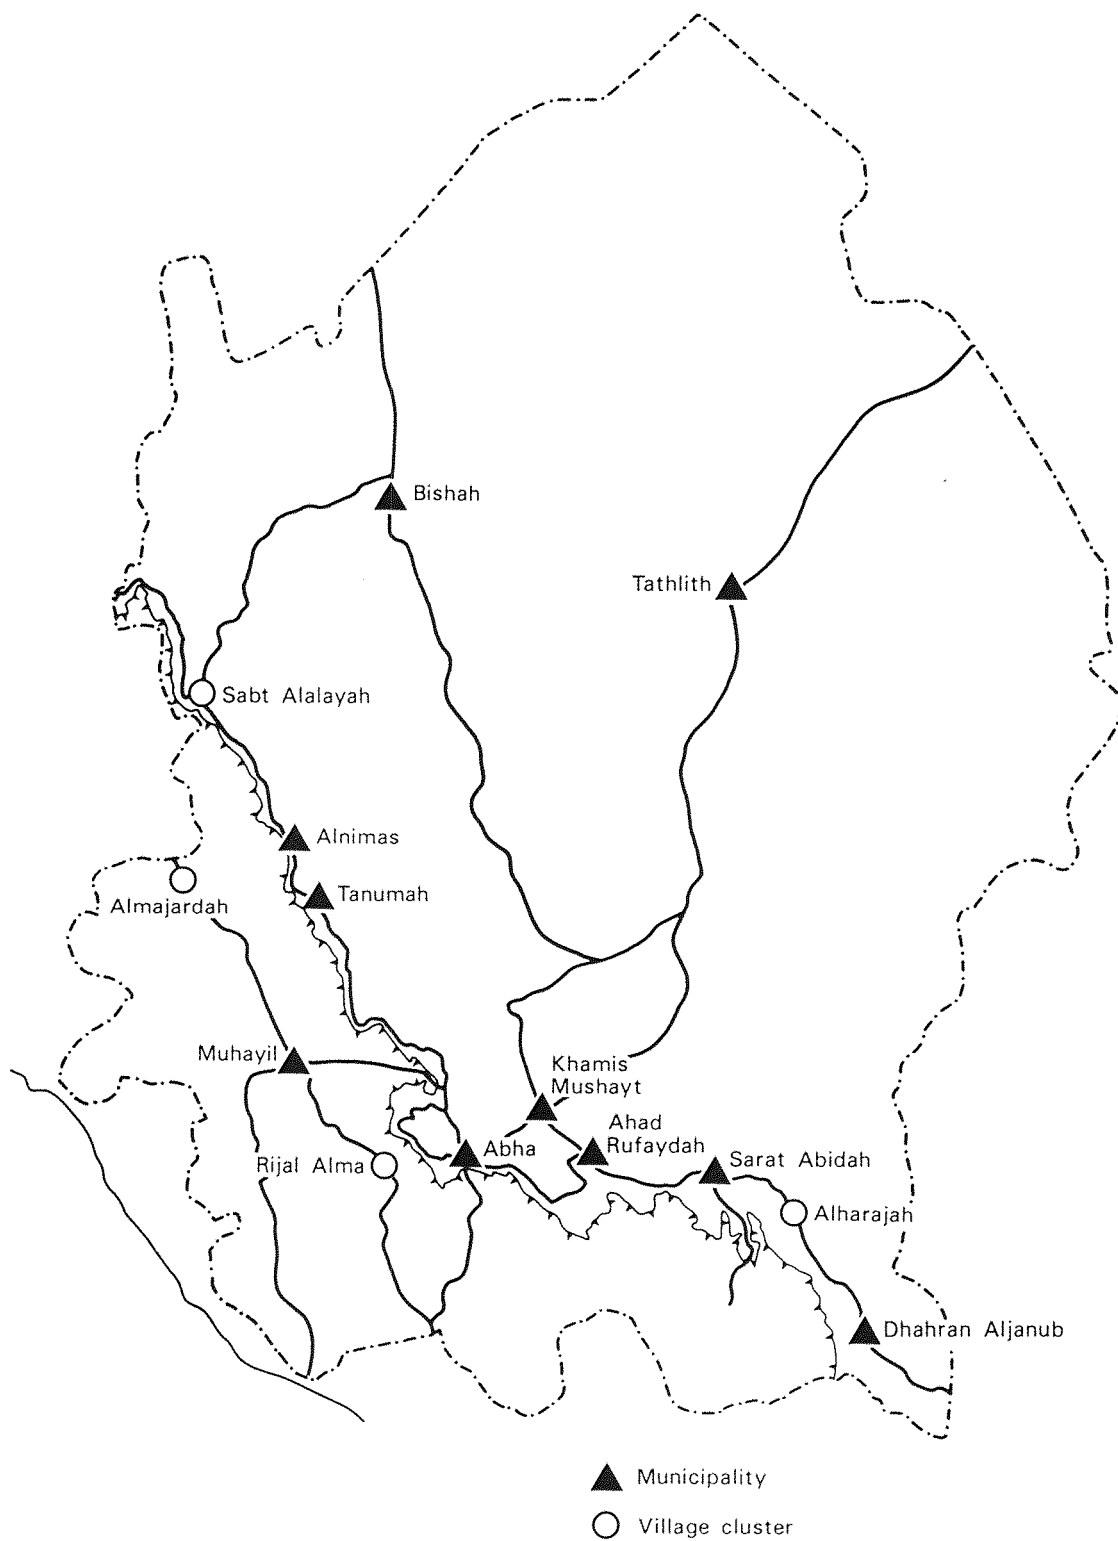 Bishah
Tathlith
Sabt Alalayah
Alnimas
Tanumah
Almajardah
Muhayil
Khamis
Mushayt
Ahad
Rufaydah
Abha
Rijal Alma
Sarat Abidah
Alharajah
Dhahran Aljanub
Municipality
Village cluster